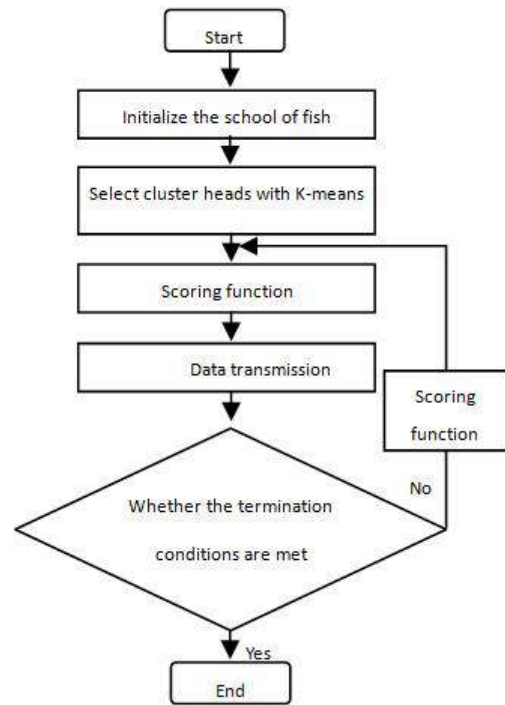 Start
Initialize the school of fish
Select cluster heads with K-means
Scoring function
Data transmission
Scoring
function
No
Whether the termination
conditions are met
Yes
End